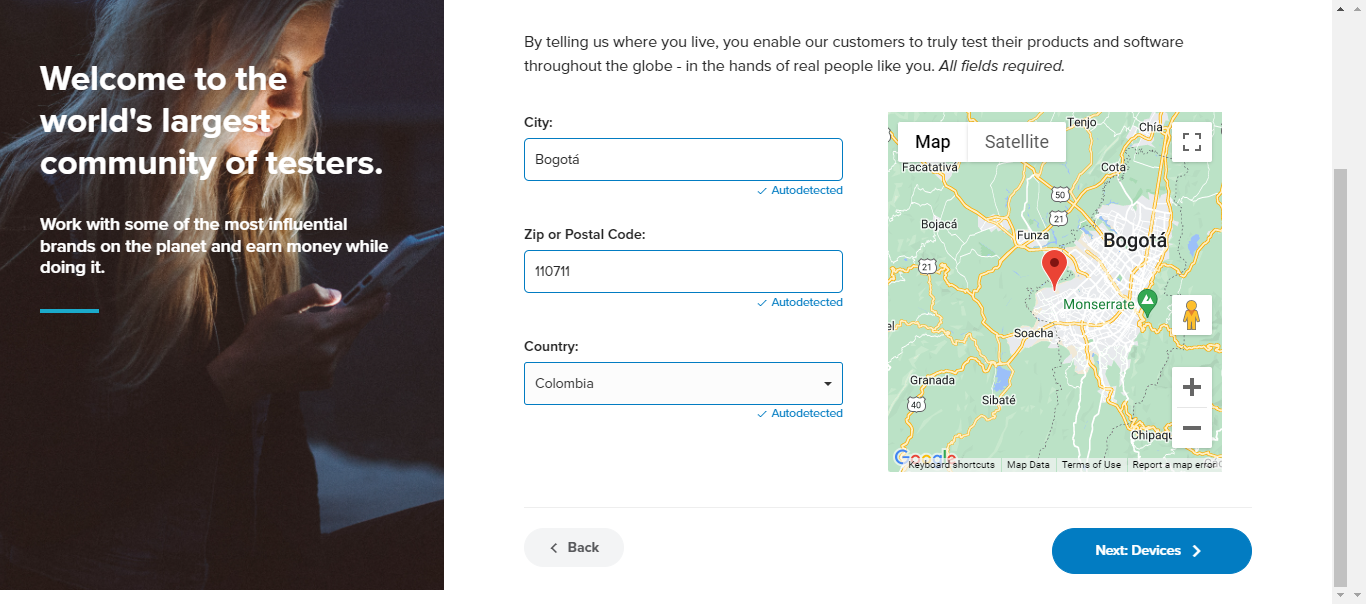 Welcome to the
world's largest
community of testers.
Work with some of the most influential
brands on the planet and earn money while
doing it.
By telling us where you live, you enable our customers to truly test their products and software
throughout the globe - in the hands of real people like you. All fields required.
City:
Bogotá
Autodetected
Zip or Postal Code:
110711
Autodetected
Country:
Colombia
Autodetected
Map
Satellite
Tenjo
Chía
Facatativá
Cota
50
Bojacá
21
Funza
Bogotá
21
Monserrate
Soacha
Granada
Sibaté
40
Chipaqu
Google
Keyboard shortcuts
Map Data
Terms of Use
Report a map error
Back
Next: Devices